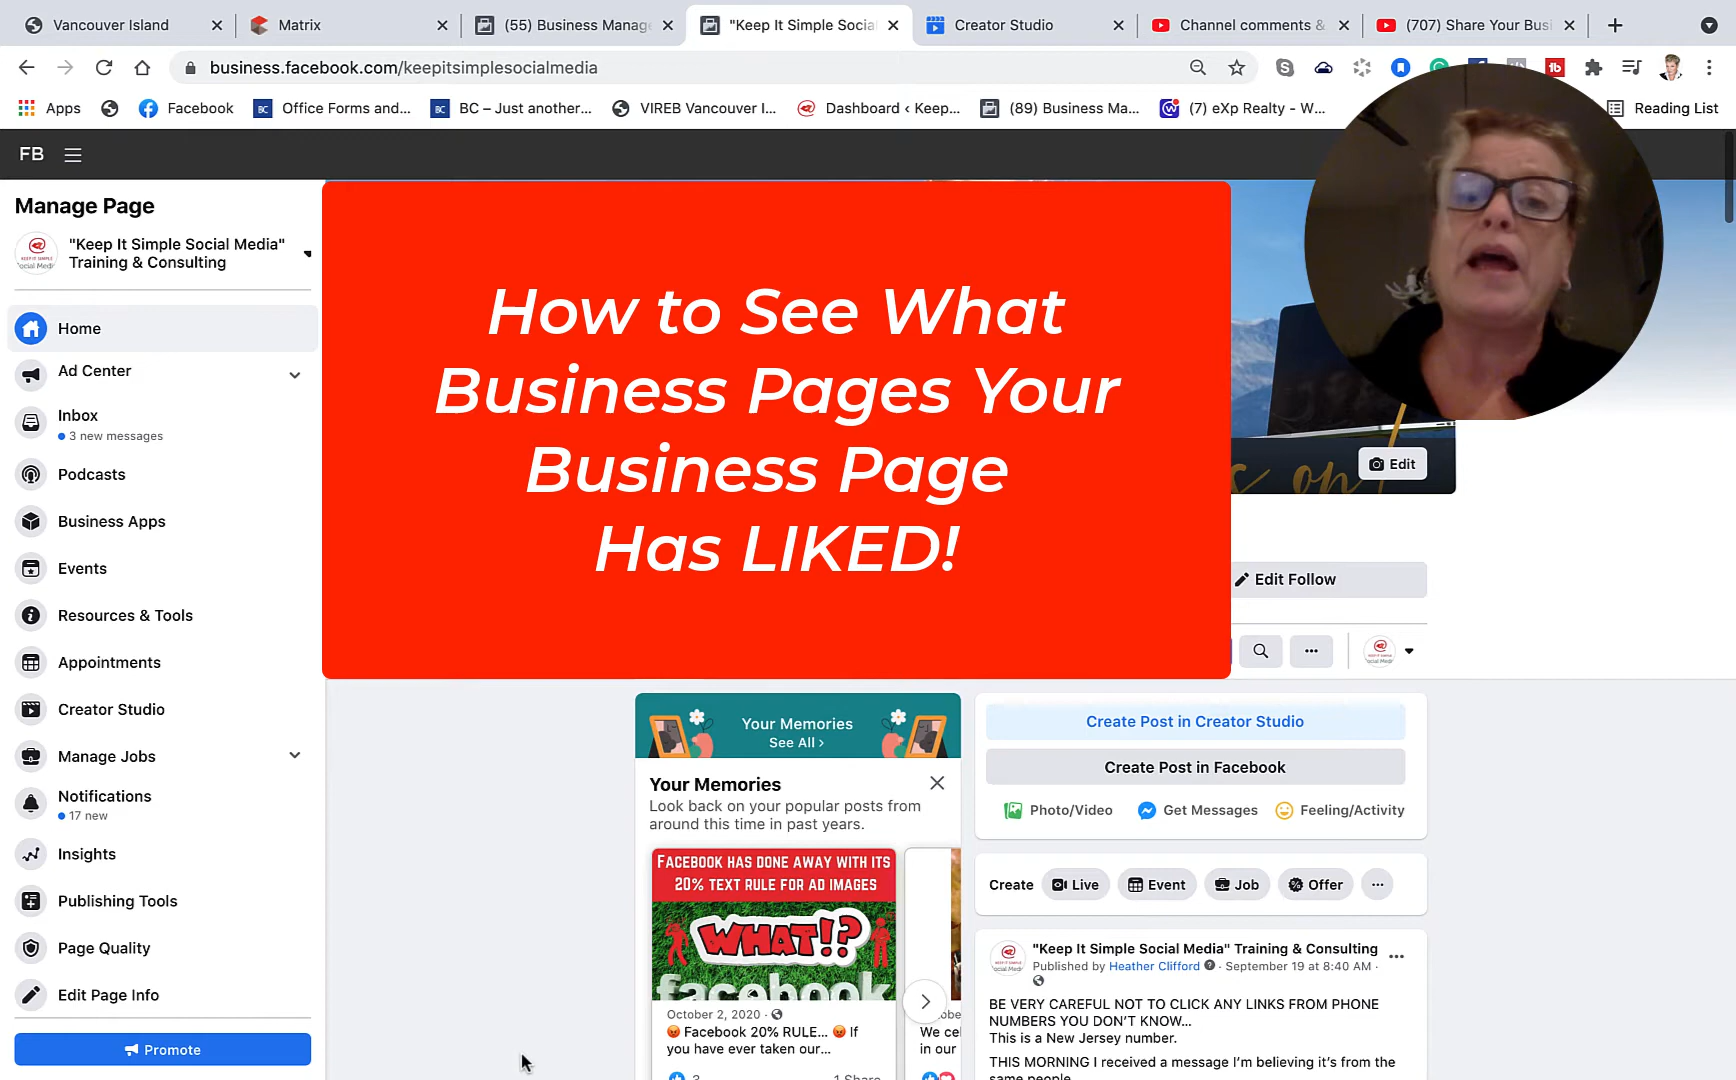 Vancouver Island
Matrix
(55) Business Manage
"Keep It Simple Social
Creator Studio
Channel comments &
(707) Share Your Busi
business.facebook.com/keepitsimplesocialmedia
Apps
Facebook
Office Forms and...
BC – Just another...
VIREB Vancouver I...
Dashboard ‹ Keep...
(89) Business Ma...
(7) eXp Realty - W...
Reading List
FB
Manage Page
"Keep It Simple Social Media"
Training & Consulting
Home
Ad Center
Inbox
3 new messages
Podcasts
Business Apps
Events
Resources & Tools
Appointments
Creator Studio
Manage Jobs
Notifications
17 new
Insights
Publishing Tools
Page Quality
Edit Page Info
Promote
How to See What
Business Pages Your
Business Page
Has LIKED!
Edit
Edit Follow
Your Memories
See All ›
Your Memories
Look back on your popular posts from
around this time in past years.
FACEBOOK HAS DONE AWAY WITH ITS
20% TEXT RULE FOR AD IMAGES
WHAT!?
facebook
October 2, 2020 ·
Facebook 20% RULE... If
you have ever taken our...
3
1 Share
We cel
in our
Create Post in Creator Studio
Create Post in Facebook
Photo/Video
Get Messages
Feeling/Activity
Create
Live
Event
Job
Offer
"Keep It Simple Social Media" Training & Consulting
Published by Heather Clifford · September 19 at 8:40 AM ·
BE VERY CAREFUL NOT TO CLICK ANY LINKS FROM PHONE
NUMBERS YOU DON'T KNOW...
This is a New Jersey number.
THIS MORNING I received a message I'm believing it's from the
same people